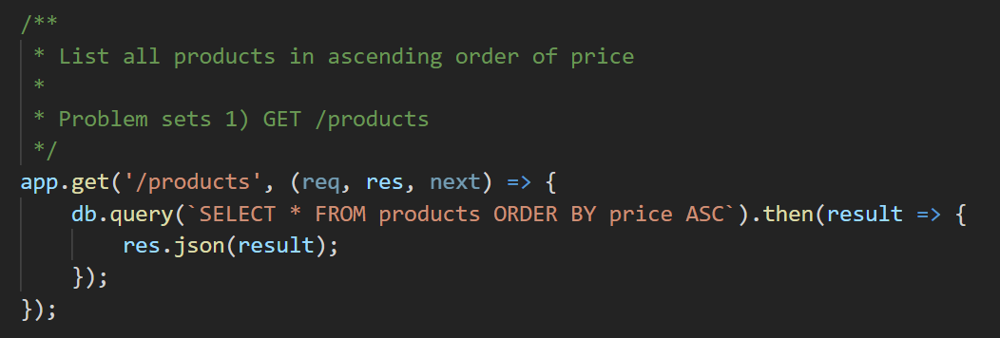 /**
 * List all products in ascending order of price
 *
 * Problem sets 1) GET /products
 */
app.get('/products', (req, res, next) => {
    db.query(`SELECT * FROM products ORDER BY price ASC`).then(result => {
        res.json(result);
    });
});